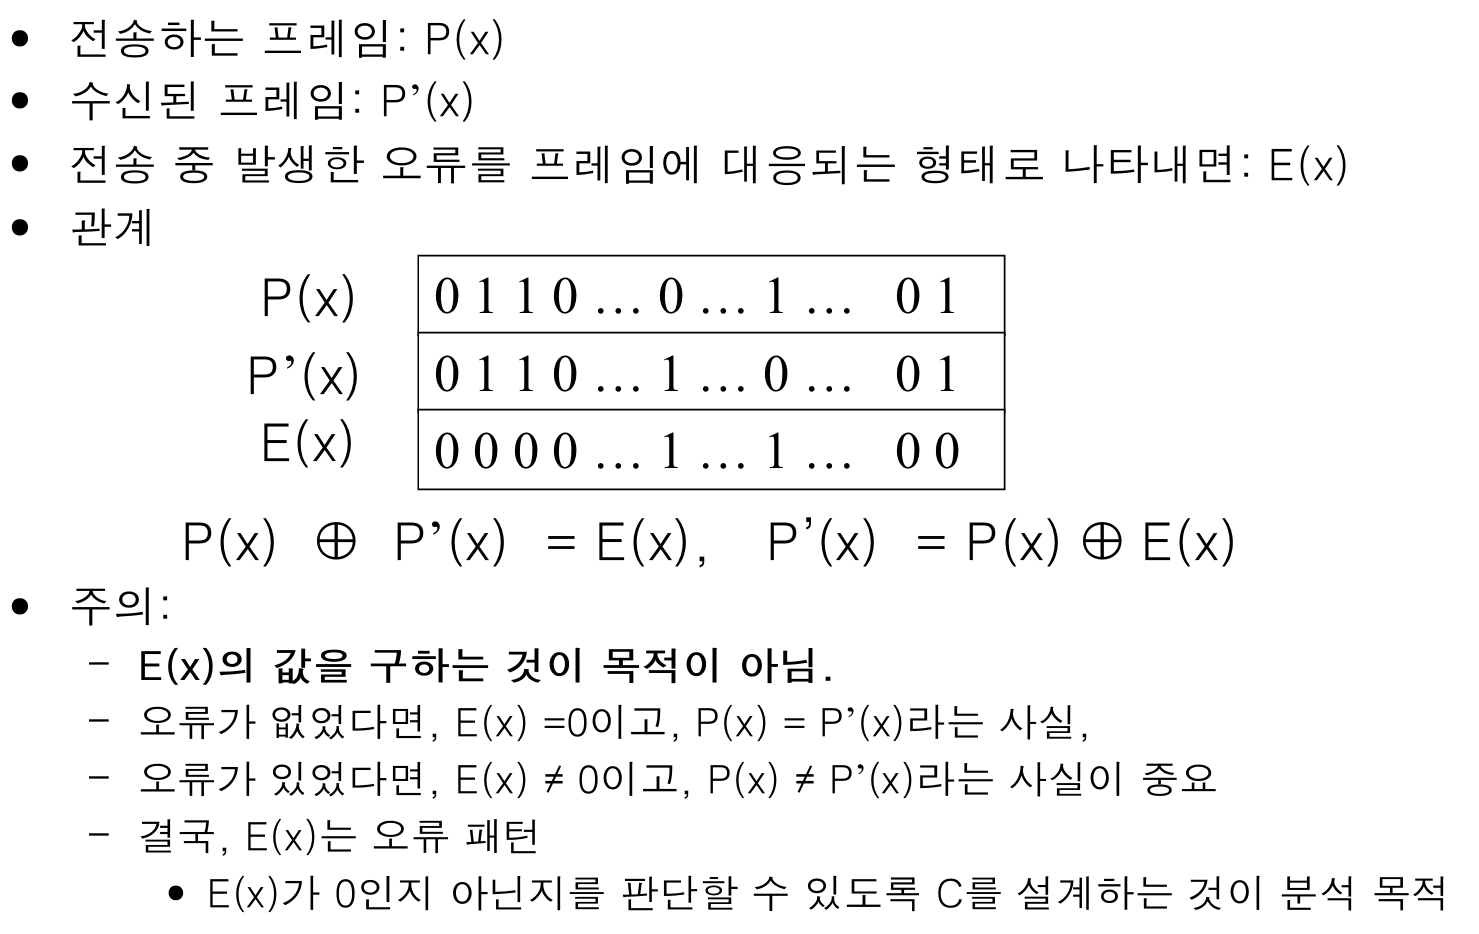 • 전송하는 프레임: P(x)
• 수신된 프레임: P’(x)
• 전송 중 발생한 오류를 프레임에 대응되는 형태로 나타내면: E(x)
• 관계
P(x) 0 1 1 0 … 0 … 1 … 0 1
P’(x) 0 1 1 0 … 1 … 0 … 0 1
E(x) 0 0 0 0 … 1 … 1 … 0 0
P(x) ⊕ P’(x) = E(x), P’(x) = P(x) ⊕ E(x)
• 주의:
– E(x)의 값을 구하는 것이 목적이 아님.
– 오류가 없었다면, E(x) =0이고, P(x) = P’(x)라는 사실,
– 오류가 있었다면, E(x) ≠ 0이고, P(x) ≠ P’(x)라는 사실이 중요
– 결국, E(x)는 오류 패턴
• E(x)가 0인지 아닌지를 판단할 수 있도록 C를 설계하는 것이 분석 목적